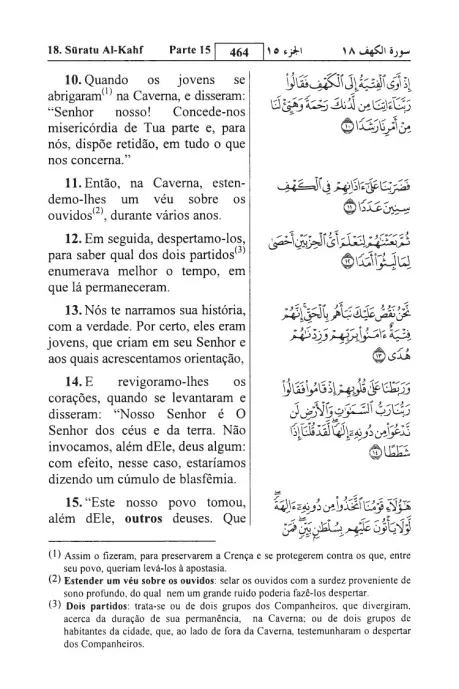 18. Sūratu Al-Kahf Parte 15 464 الجزء ١٥ سورة الكهف ١٨
10. Quando os jovens se
abrigaram(1) na Caverna, e disseram:
“Senhor nosso! Concede-nos
misericórdia de Tua parte e, para
nós, dispõe retidão, em tudo o que
nos concerna.”
11. Então, na Caverna, esten-
demo-lhes um véu sobre os
ouvidos(2), durante vários anos.
12. Em seguida, despertamo-los,
para saber qual dos dois partidos(3)
enumerava melhor o tempo, em
que lá permaneceram.
13. Nós te narramos sua história,
com a verdade. Por certo, eles eram
jovens, que criam em seu Senhor e
aos quais acrescentamos orientação,
14. E revigoramo-lhes os
corações, quando se levantaram e
disseram: “Nosso Senhor é O
Senhor dos céus e da terra. Não
invocamos, além dEle, deus algum:
com efeito, nesse caso, estaríamos
dizendo um cúmulo de blasfêmia.
15. “Este nosso povo tomou,
além dEle, outros deuses. Que
إِذْ أَوَى ٱلْفِتْيَةُ إِلَى ٱلْكَهْفِ فَقَالُوا۟
رَبَّنَآ ءَاتِنَا مِن لَّدُنكَ رَحْمَةً وَهَيِّئْ لَنَا
مِنْ أَمْرِنَا رَشَدًا ١٠
فَضَرَبْنَا عَلَىٰٓ ءَاذَانِهِمْ فِى ٱلْكَهْفِ
سِنِينَ عَدَدًا ١١
ثُمَّ بَعَثْنَٰهُمْ لِنَعْلَمَ أَىُّ ٱلْحِزْبَيْنِ أَحْصَىٰ
لِمَا لَبِثُوٓا۟ أَمَدًا ١٢
نَّحْنُ نَقُصُّ عَلَيْكَ نَبَأَهُم بِٱلْحَقِّ ۚ إِنَّهُمْ
فِتْيَةٌ ءَامَنُوا۟ بِرَبِّهِمْ وَزِدْنَٰهُمْ
هُدًى ١٣
وَرَبَطْنَا عَلَىٰ قُلُوبِهِمْ إِذْ قَامُوا۟ فَقَالُوا۟
رَبُّنَا رَبُّ ٱلسَّمَٰوَٰتِ وَٱلْأَرْضِ لَن
نَّدْعُوَا۟ مِن دُونِهِۦٓ إِلَٰهًا ۖ لَّقَدْ قُلْنَآ إِذًا
شَطَطًا ١٤
هَٰٓؤُلَآءِ قَوْمُنَا ٱتَّخَذُوا۟ مِن دُونِهِۦٓ ءَالِهَةً ۖ
لَّوْلَا يَأْتُونَ عَلَيْهِم بِسُلْطَٰنٍۭ بَيِّنٍ ۖ فَمَنْ
(1) Assim o fizeram, para preservarem a Crença e se protegerem contra os que, entre
seu povo, queriam levá-los à apostasia.
(2) Estender um véu sobre os ouvidos: selar os ouvidos com a surdez proveniente de
sono profundo, do qual nem um grande ruído poderia fazê-los despertar.
(3) Dois partidos: trata-se ou de dois grupos dos Companheiros, que divergiram,
acerca da duração de sua permanência, na Caverna; ou de dois grupos de
habitantes da cidade, que, ao lado de fora da Caverna, testemunharam o despertar
dos Companheiros.